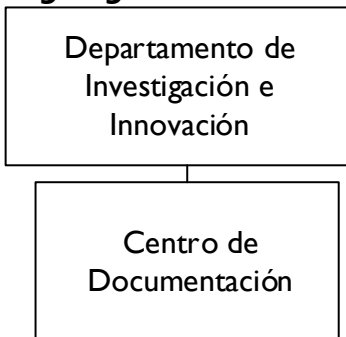 Departamento de
Investigación e
Innovación
Centro de
Documentación